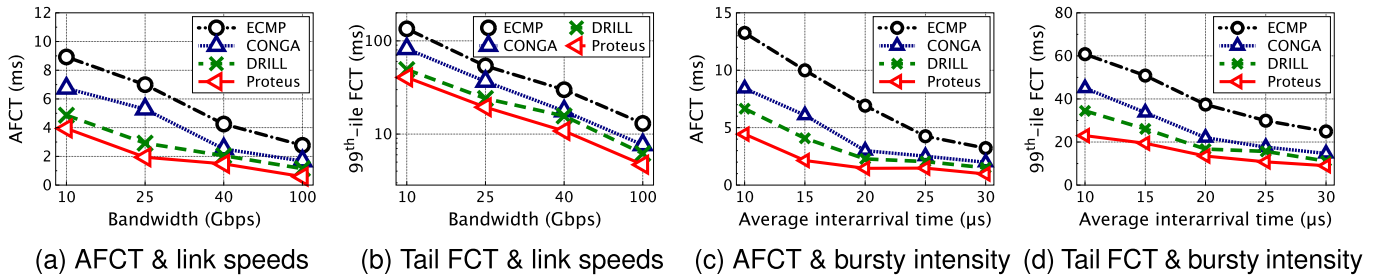 12
10
8
6
4
2
0
AFCT (ms)
ECMP
CONGA
DRILL
Proteus
10 25 40 100
Bandwidth (Gbps)
(a) AFCT & link speeds
100
10
99th-ile FCT (ms)
ECMP DRILL
CONGA Proteus
10 25 40 100
Bandwidth (Gbps)
(b) Tail FCT & link speeds
15
10
5
0
AFCT (ms)
ECMP
CONGA
DRILL
Proteus
10 15 20 25 30
Average interarrival time (μs)
(c) AFCT & bursty intensity
80
60
40
20
0
99th-ile FCT (ms)
ECMP
CONGA
DRILL
Proteus
10 15 20 25 30
Average interarrival time (μs)
(d) Tail FCT & bursty intensity